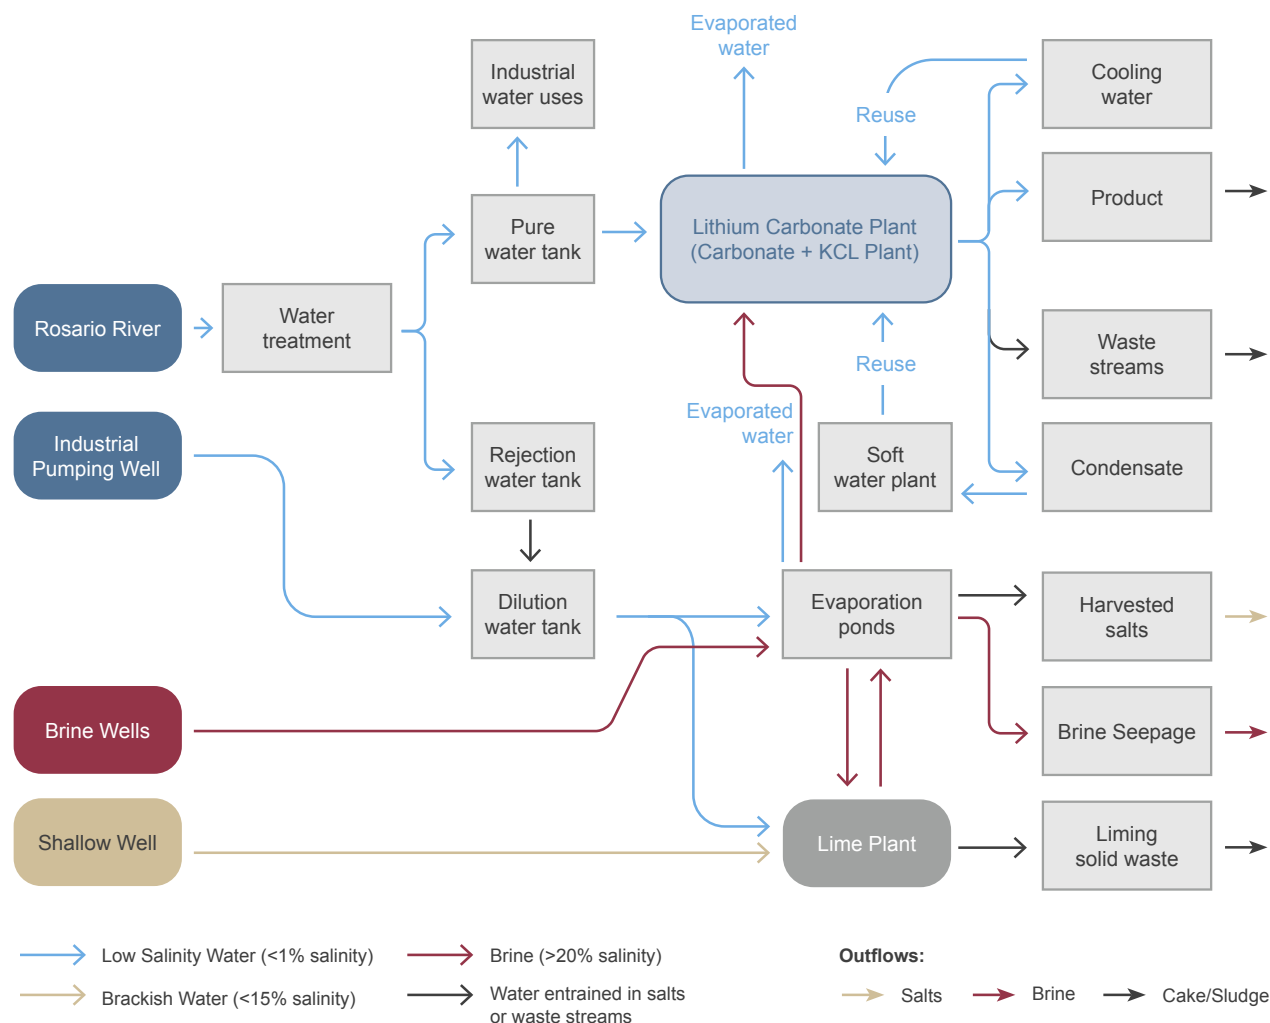 Evaporated
water
Industrial
water uses
Cooling
water
Reuse
Product
Pure
water tank
Lithium Carbonate Plant
(Carbonate + KCL Plant)
Rosario River
Water
treatment
Waste
streams
Reuse
Evaporated
water
Industrial
Pumping Well
Rejection
water tank
Soft
water plant
Condensate
Dilution
water tank
Evaporation
ponds
Harvested
salts
Brine Wells
Brine Seepage
Shallow Well
Lime Plant
Liming
solid waste
Low Salinity Water (<1% salinity)
Brine (>20% salinity)
Outflows:
Brackish Water (<15% salinity)
Water entrained in salts
or waste streams
Salts
Brine
Cake/Sludge